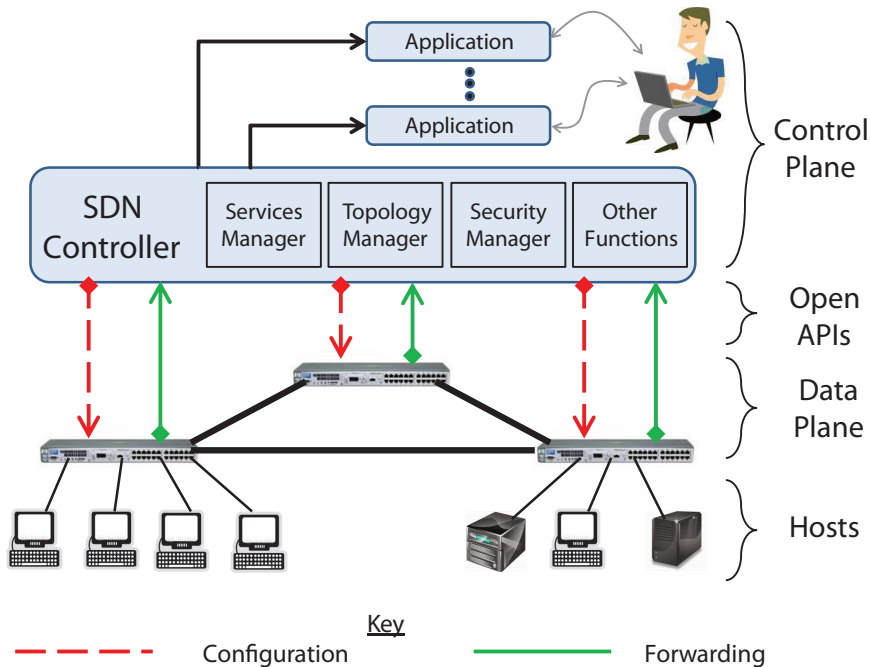 Application
Application
Control
Plane
SDN
Controller
Services
Manager
Topology
Manager
Security
Manager
Other
Functions
Open
APIs
Data
Plane
Hosts
Key
Configuration
Forwarding